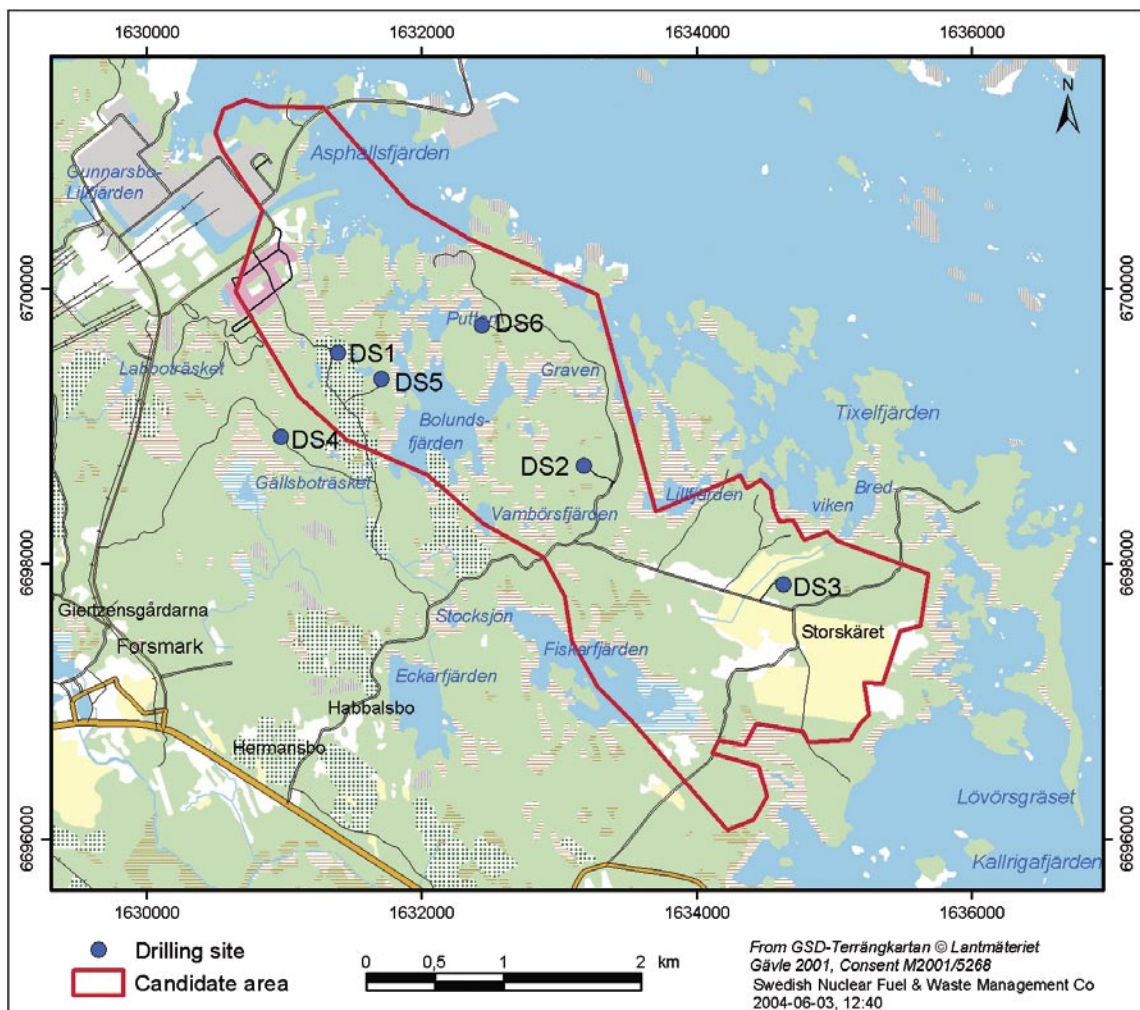 1630000 1632000 1634000 1636000
N
Asphällsfjärden
Gunnarsbo-
Lillfjärden
6700000
6700000
DS6
DS1
Labboträsket
Graven
DS5
Bolunds-
fjärden
Tixelfjärden
DS4
DS2
Gällsboträsket
Lillfjärden
Bred-
viken
Vambörsfjärden
6698000
6698000
DS3
Giertzensgårdarna
Stocksjön
Storskäret
Forsmark
Fiskarfjärden
Eckarfjärden
Habbalsbo
Hermansbo
Lövörsgräset
6696000
6696000
Kallrigafjärden
1630000 1632000 1634000 1636000
Drilling site
Candidate area
0 0,5 1 2 km
From GSD-Terrängkartan © Lantmäteriet
Gävle 2001, Consent M2001/5268
Swedish Nuclear Fuel & Waste Management Co
2004-06-03, 12:40